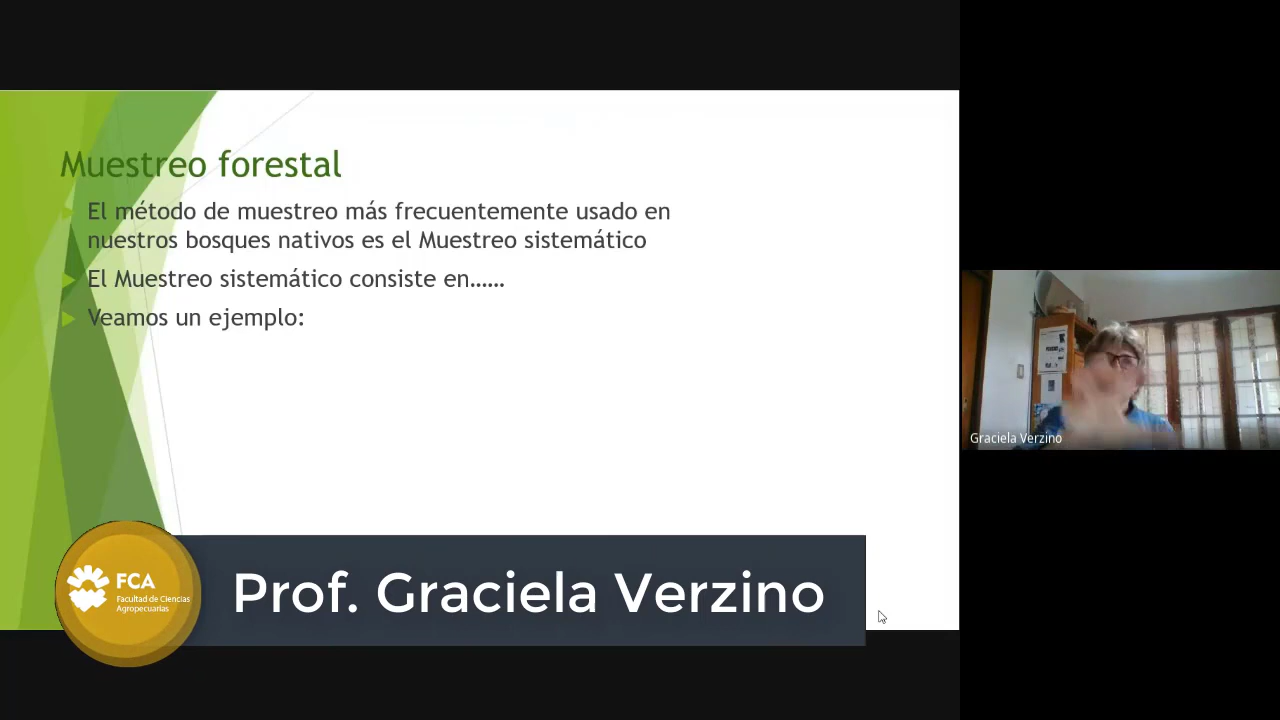 Muestreo forestal
El método de muestreo más frecuentemente usado en
nuestros bosques nativos es el Muestreo sistemático
El Muestreo sistemático consiste en……
Veamos un ejemplo:
FCA
Facultad de Ciencias
Agropecuarias
Prof. Graciela Verzino
Graciela Verzino